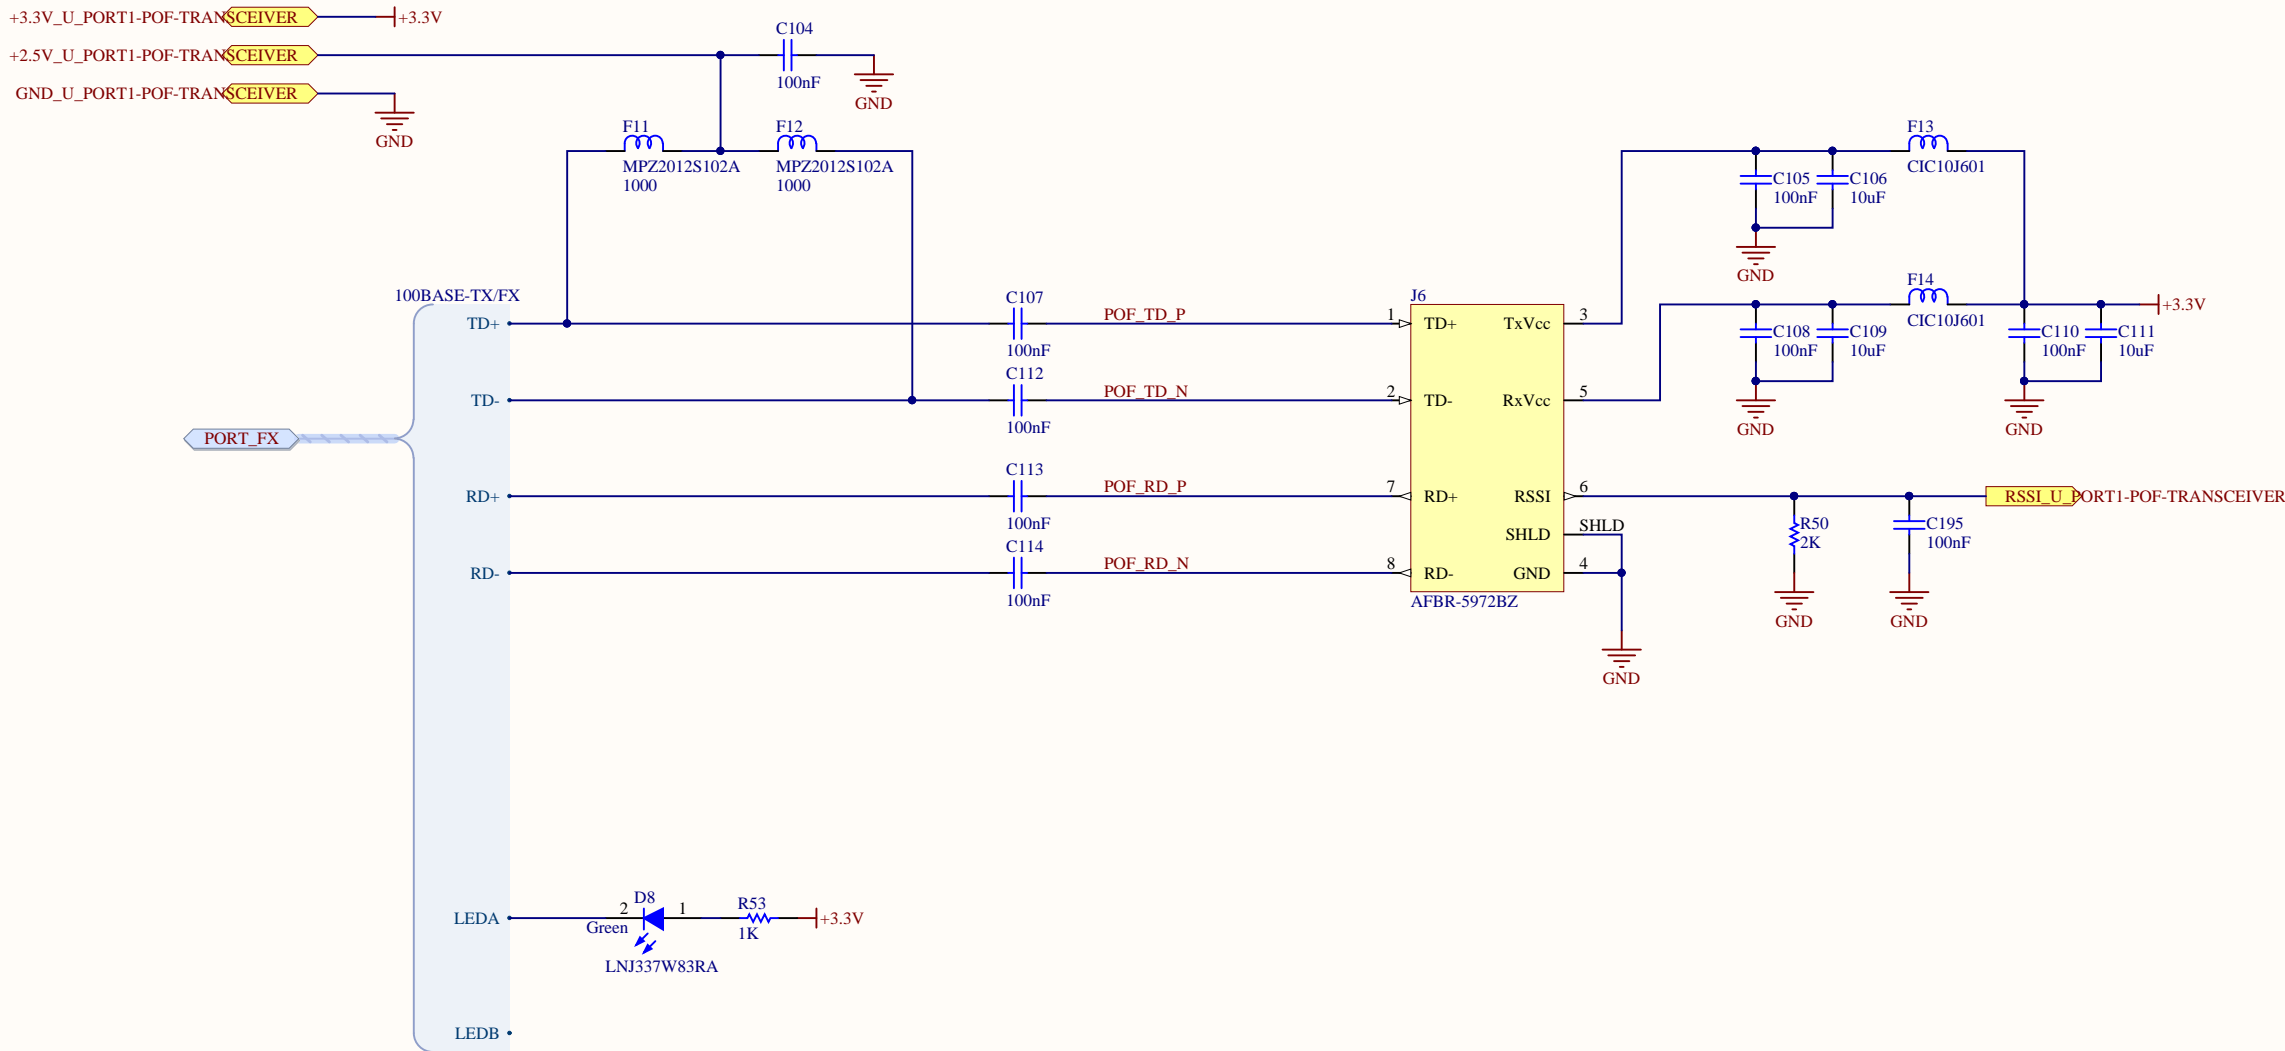 +3.3V_U_PORT1-POF-TRANSCEIVER
+3.3V
+2.5V_U_PORT1-POF-TRANSCEIVER
C104
100nF
GND
GND_U_PORT1-POF-TRANSCEIVER
GND
F11
MPZ2012S102A
1000
F12
MPZ2012S102A
1000
F13
CIC10J601
C105
100nF
C106
10uF
GND
100BASE-TX/FX
TD+
TD-
RD+
RD-
LEDA
LEDB
PORT_FX
C107
100nF
POF_TD_P
C112
100nF
POF_TD_N
C113
100nF
POF_RD_P
C114
100nF
POF_RD_N
J6
1
TD+
TxVcc
3
2
TD-
RxVcc
5
7
RD+
RSSI
6
SHLD
SHLD
8
RD-
GND
4
AFBR-5972BZ
GND
F14
CIC10J601
+3.3V
C108
100nF
C109
10uF
GND
C110
100nF
C111
10uF
GND
RSSI_U_PORT1-POF-TRANSCEIVER
R50
2K
GND
C195
100nF
GND
D8
2
1
Green
LNJ337W83RA
R53
1K
+3.3V